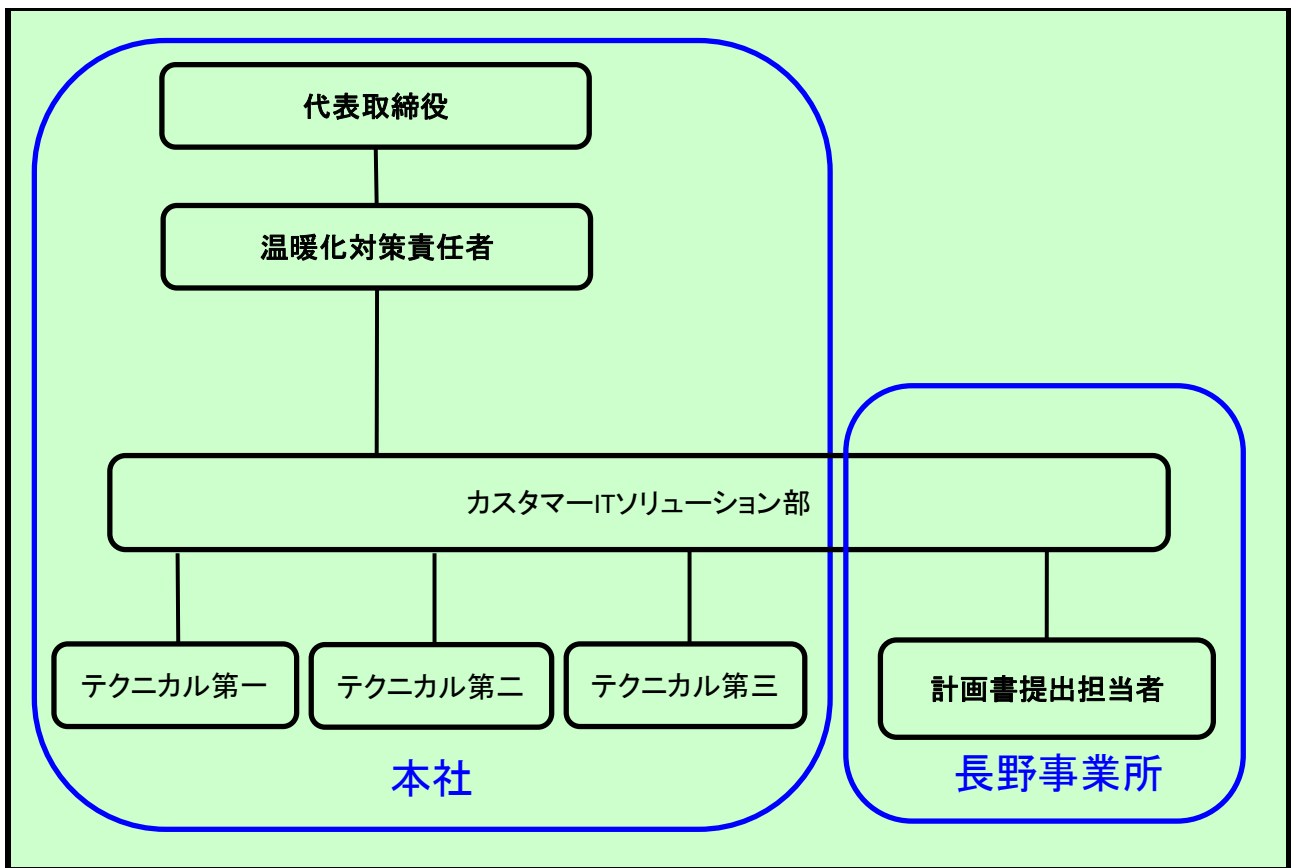 代表取締役
温暖化対策責任者
カスタマーITソリューション部
テクニカル第一
テクニカル第二
テクニカル第三
計画書提出担当者
本社
長野事業所